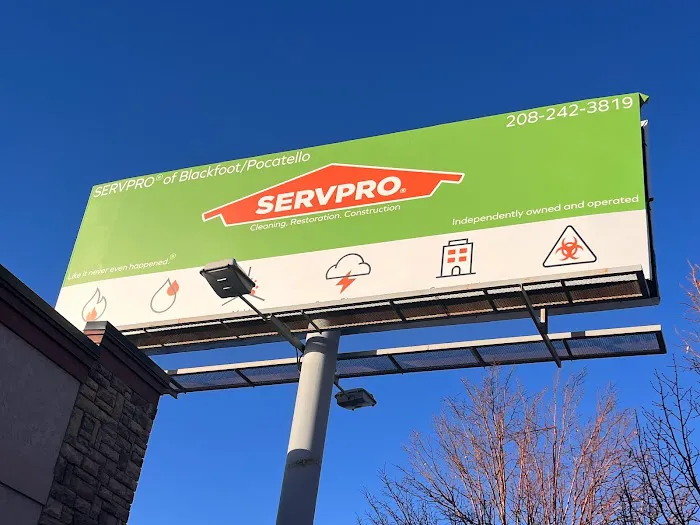 SERVPRO® of Blackfoot/Pocatello
208-242-3819
SERVPRO®
Cleaning. Restoration. Construction
Independently owned and operated
Like it never even happened.®